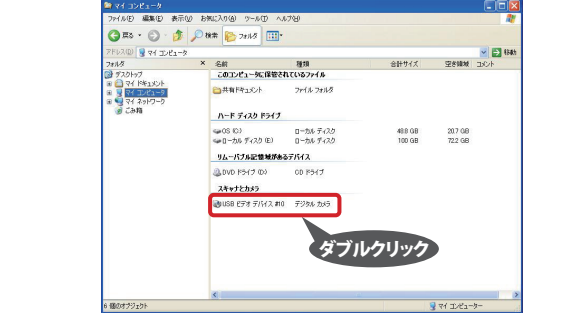 マイ コンピュータ
ファイル(F) 編集(E) 表示(V) お気に入り(A) ツール(T) ヘルプ(H)
戻る 検索 フォルダ
アドレス(D) マイ コンピュータ 移動
フォルダ ×
デスクトップ
マイ ドキュメント
マイ コンピュータ
マイ ネットワーク
ごみ箱
名前 種類 合計サイズ 空き領域 コメント
このコンピュータに保管されているファイル
共有ドキュメント ファイル フォルダ
ハード ディスク ドライブ
OS (C:) ローカル ディスク 48.8 GB 20.7 GB
ローカル ディスク (E:) ローカル ディスク 100 GB 72.2 GB
リムーバブル記憶域があるデバイス
DVD ドライブ (D:) CD ドライブ
スキャナとカメラ
USB ビデオ デバイス #10 デジタル カメラ
ダブルクリック
6 個のオブジェクト マイ コンピューター